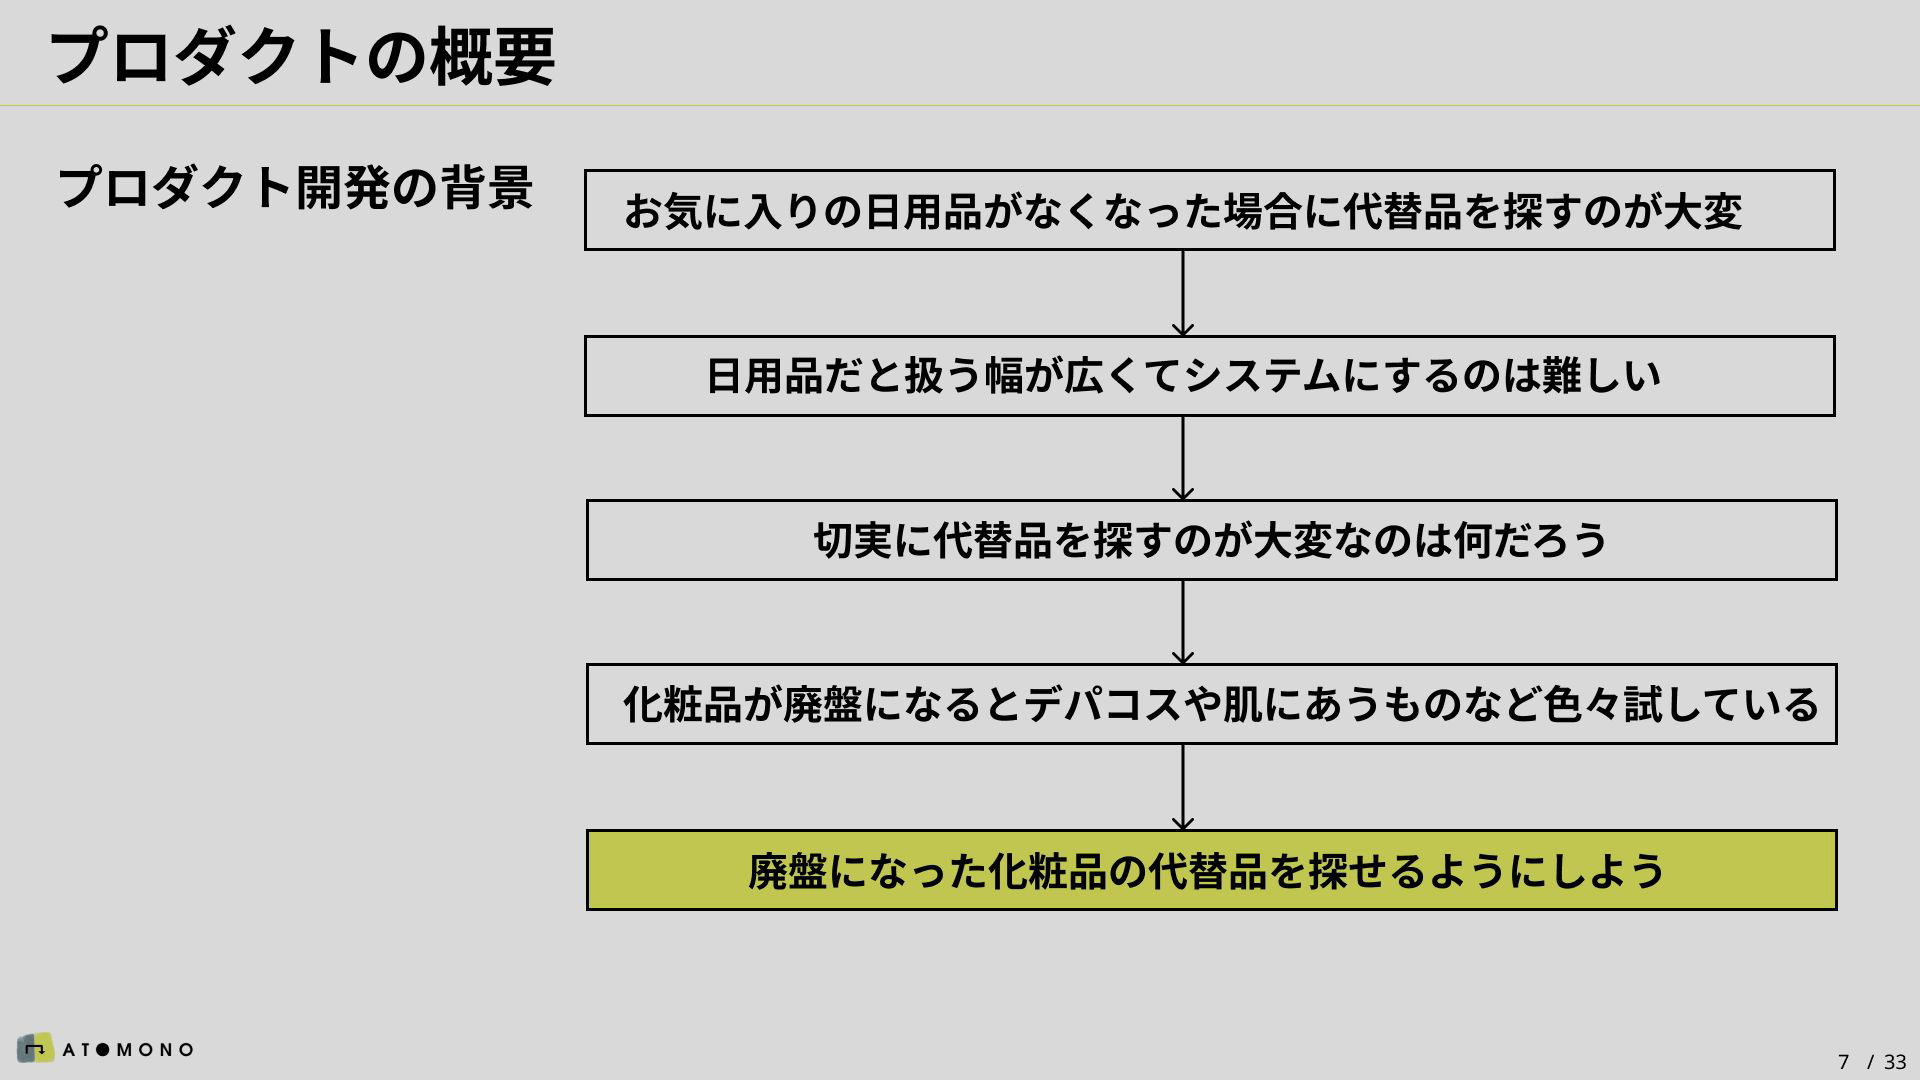 プロダクトの概要
プロダクト開発の背景
お気に入りの日用品がなくなった場合に代替品を探すのが大変
日用品だと扱う幅が広くてシステムにするのは難しい
切実に代替品を探すのが大変なのは何だろう
化粧品が廃盤になるとデパコスや肌にあうものなど色々試している
廃盤になった化粧品の代替品を探せるようにしよう
ATOMONO
7 / 33